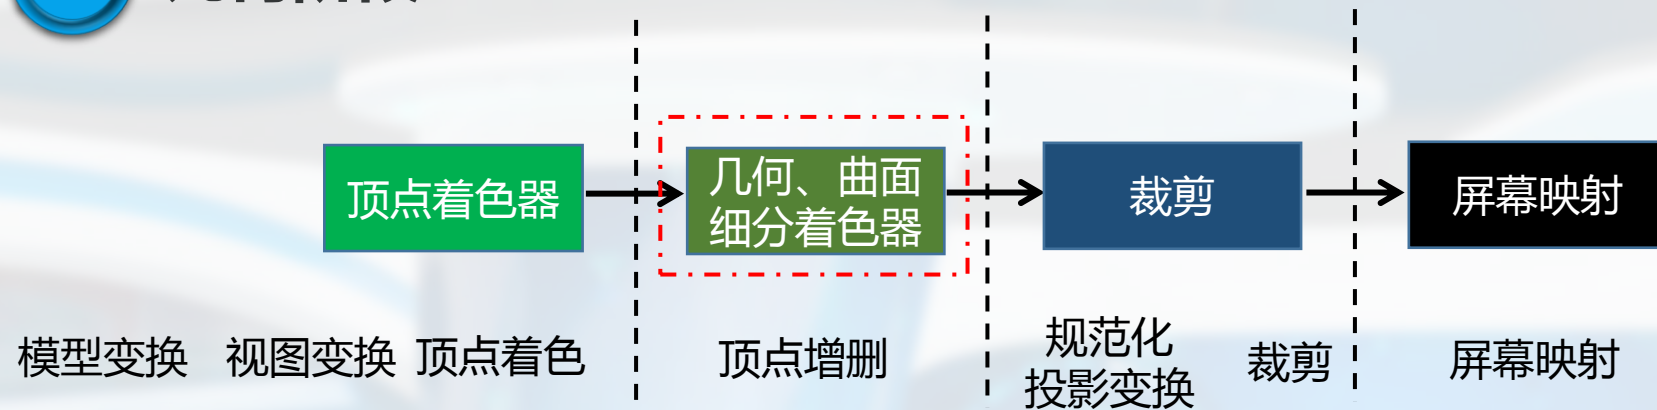 顶点着色器
几何、曲面
细分着色器
裁剪
屏幕映射
模型变换 视图变换 顶点着色
顶点增删
规范化
投影变换
裁剪
屏幕映射